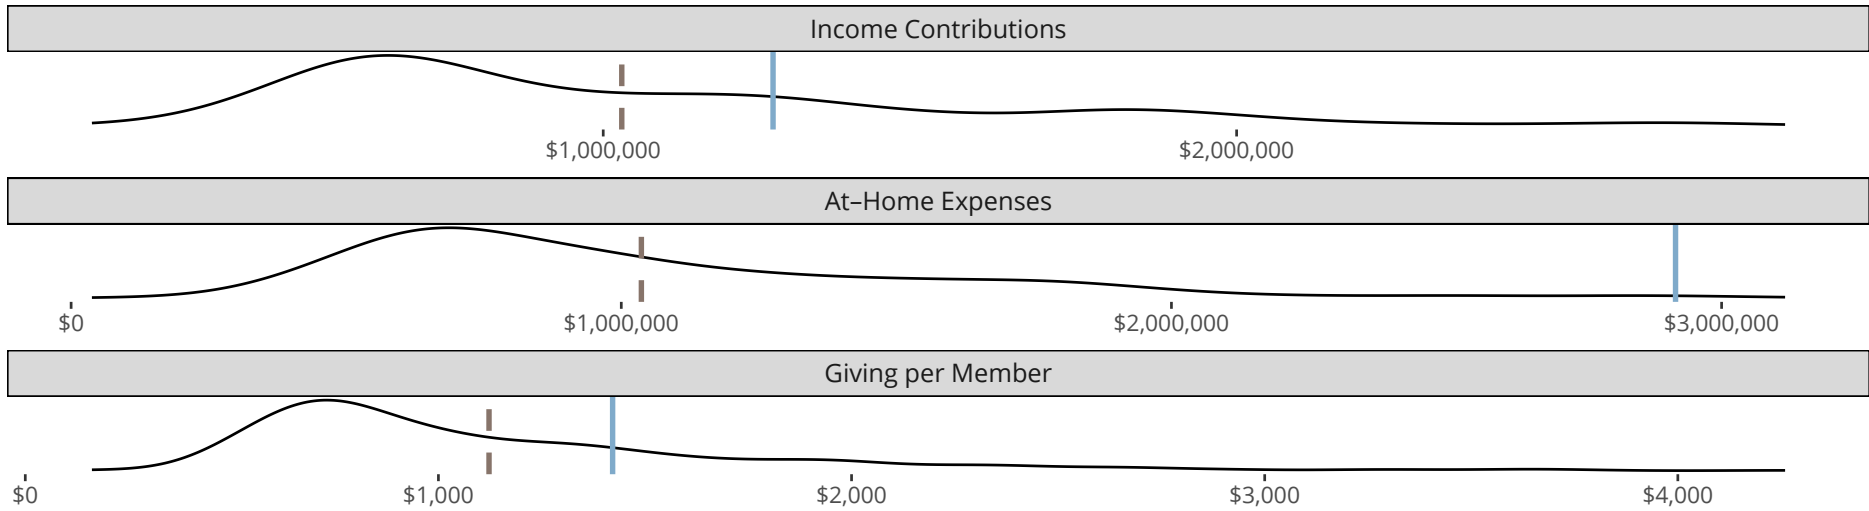 Income Contributions
$1,000,000 $2,000,000
At–Home Expenses
$0 $1,000,000 $2,000,000 $3,000,000
Giving per Member
$0 $1,000 $2,000 $3,000 $4,000